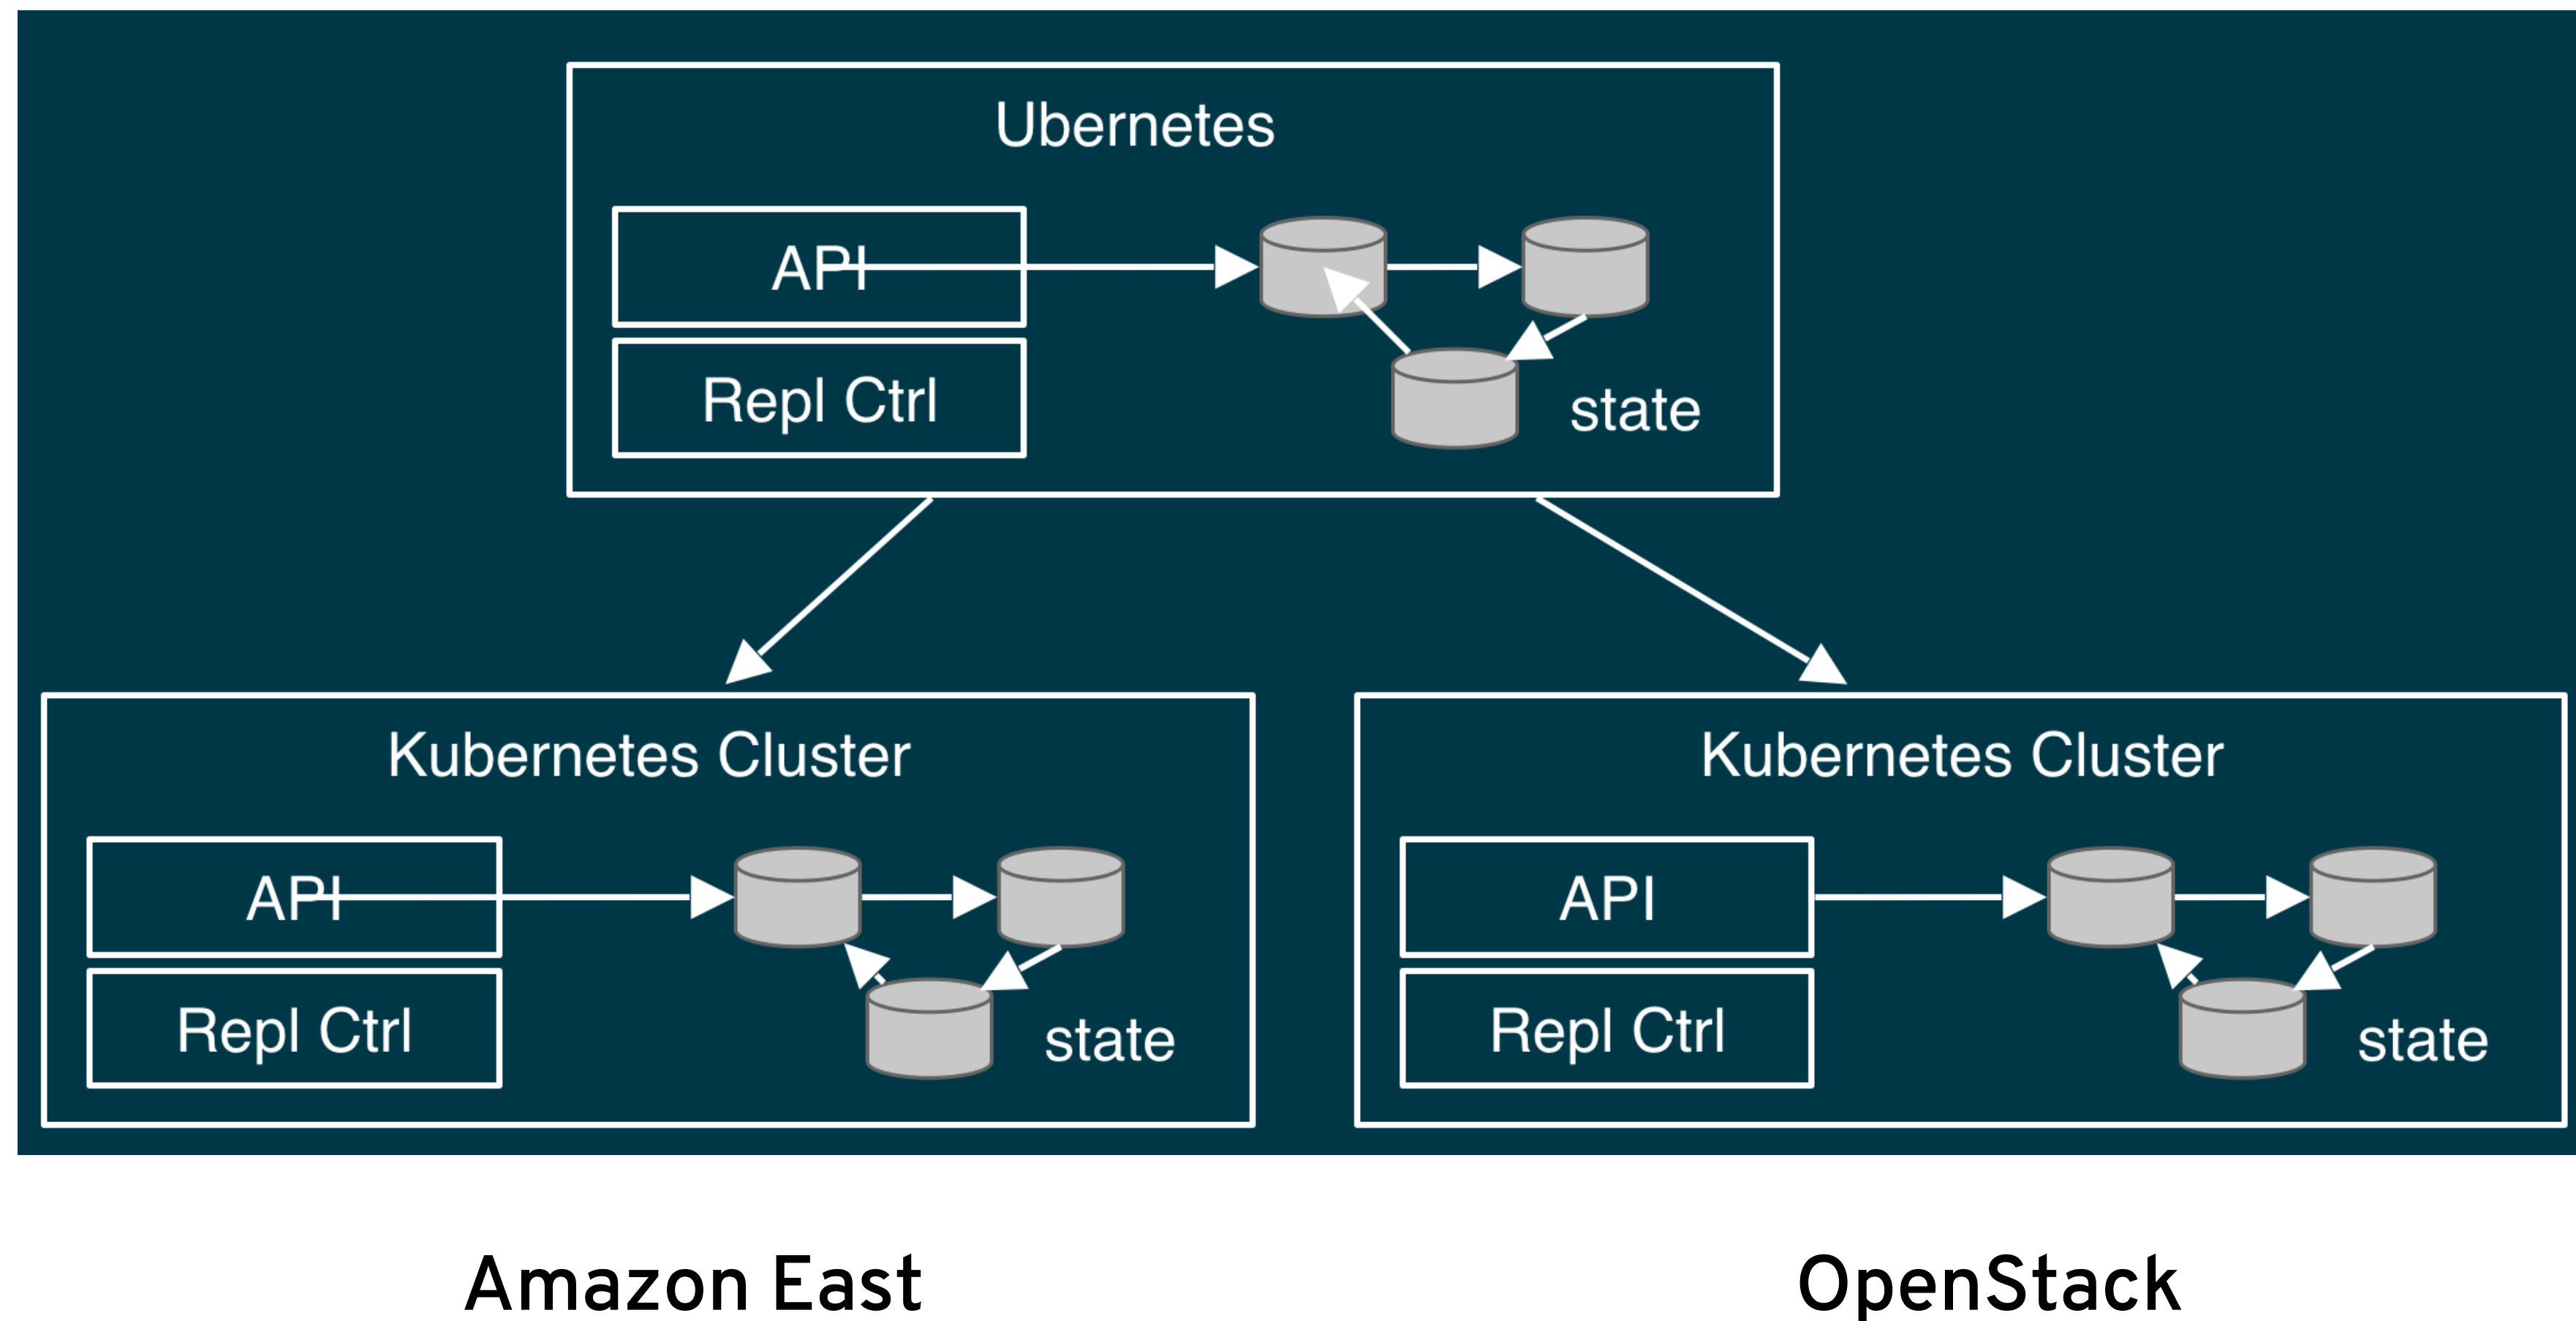 Ubernetes
API
Repl Ctrl
state
Kubernetes Cluster
API
Repl Ctrl
state
Kubernetes Cluster
API
Repl Ctrl
state
Amazon East
OpenStack